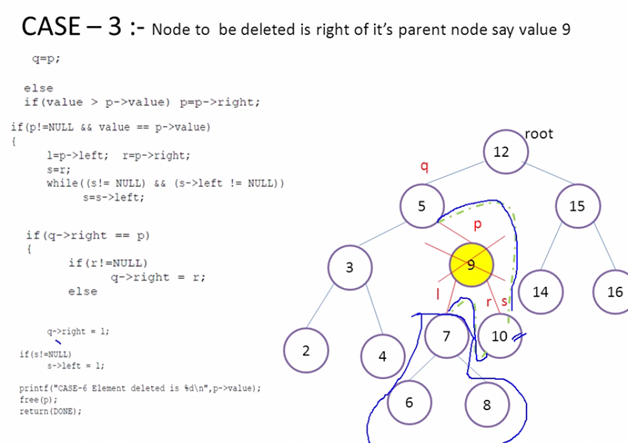 CASE – 3 :- Node to be deleted is right of it's parent node say value 9
q=p;
else
if(value > p->value) p=p->right;
if(p!=NULL && value == p->value)
{
l=p->left; r=p->right;
s=r;
while((s!= NULL) && (s->left != NULL))
s=s->left;
if(q->right == p)
{
if(r!=NULL)
q->right = r;
else
q->right = l;
if(s!=NULL)
s->left = l;
printf("CASE-6 Element deleted is %d\n",p->value);
free(p);
return(DONE);
root
12
q
5
15
p
3
9
l
r
s
14
16
2
4
7
10
6
8